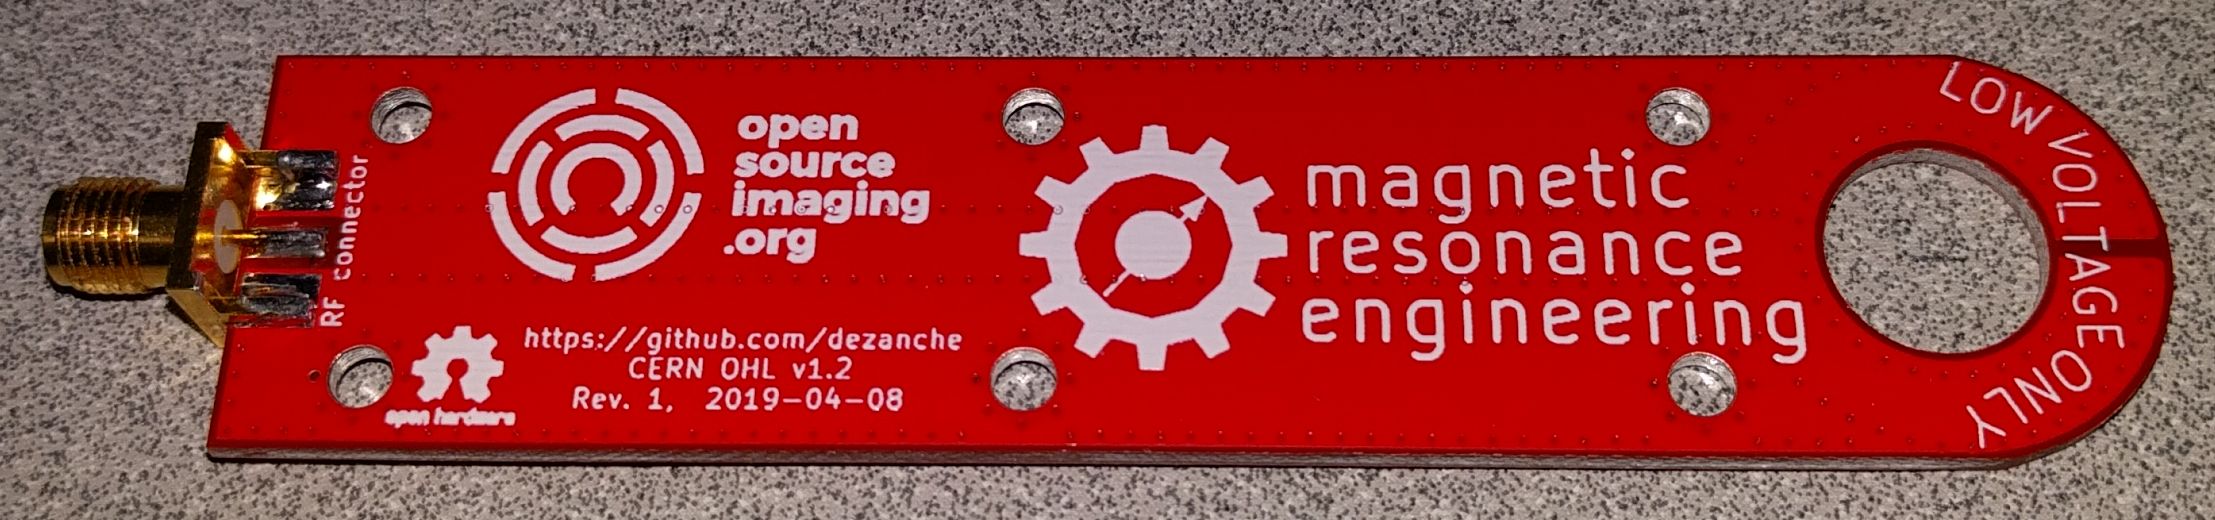 RF connector
open
source
imaging
.org
https://github.com/dezanche
CERN OHL v1.2
Rev. 1, 2019-04-08
open hardware
magnetic
resonance
engineering
LOW VOLTAGE ONLY